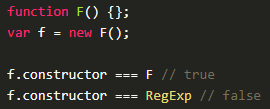 function F() {};
var f = new F();

f.constructor === F // true
f.constructor === RegExp // false